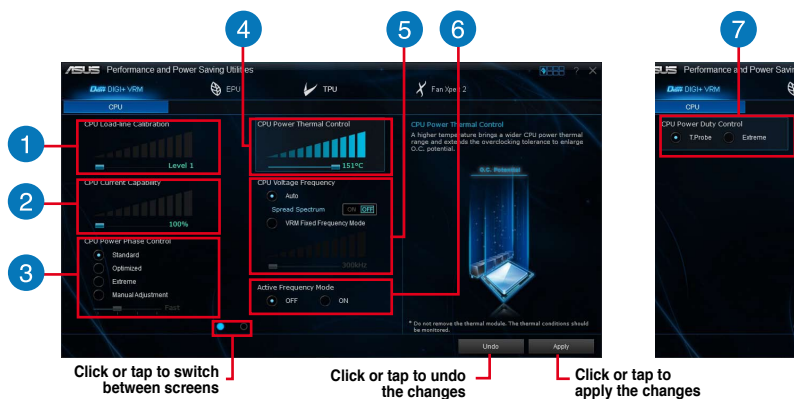 4
5
6
7
ASUS Performance and Power Saving Utilities
? ×
DIGI+ VRM
EPU
TPU
Fan Xpert 2
CPU
1
CPU Load-line Calibration
Level 1
2
CPU Current Capability
100%
3
CPU Power Phase Control
Standard
Optimized
Extreme
Manual Adjustment
Fast
CPU Power Thermal Control
151°C
CPU Voltage Frequency
Auto
Spread Spectrum ON OFF
VRM Fixed Frequency Mode
300kHz
Active Frequency Mode
OFF ON
CPU Power Thermal Control
A higher temperature brings a wider CPU power thermal
range and extends the overclocking tolerance to enlarge
O.C. potential.
O.C. Potential
* Do not remove the thermal module. The thermal conditions should
be monitored.
Undo Apply
Click or tap to switch
between screens
Click or tap to undo
the changes
Click or tap to
apply the changes
SUS Performance and Power Savin
DIGI+ VRM
CPU
CPU Power Duty Control
T.Probe Extreme